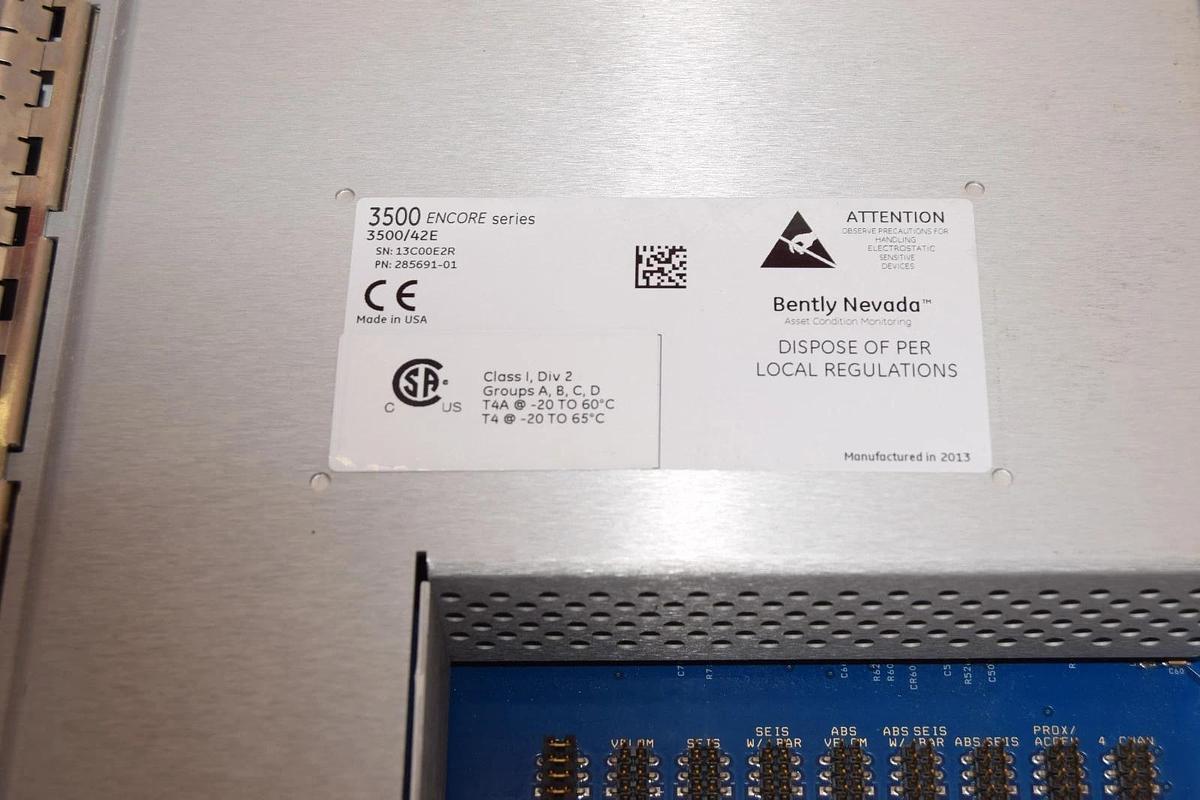 3500 ENCORE series
3500/42E
SN: 13C00E2R
PN: 285691-01
CE
Made in USA
CSA
C US
Class I, Div 2
Groups A, B, C, D
T4A @ -20 TO 60°C
T4 @ -20 TO 65°C
ATTENTION
OBSERVE PRECAUTIONS FOR
HANDLING
ELECTROSTATIC
SENSITIVE
DEVICES
Bently Nevada™
Asset Condition Monitoring
DISPOSE OF PER
LOCAL REGULATIONS
Manufactured in 2013
SEIS
ABS
ABS SEIS
PROX/
SEIS
W/
ABS SEIS
4
C60